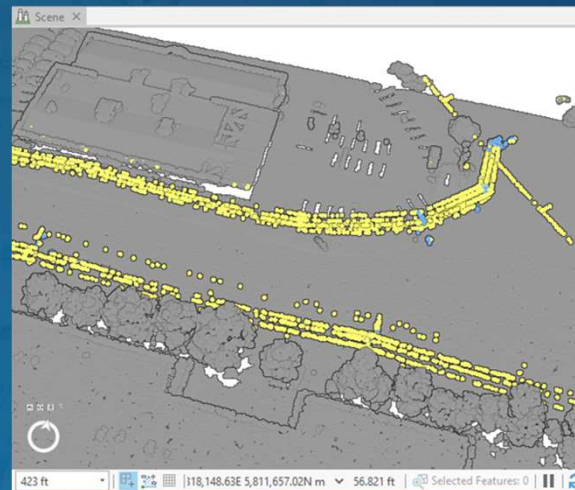 Scene
423 ft
318,148.63E 5,811,657.02N m
56.821 ft
Selected Features: 0